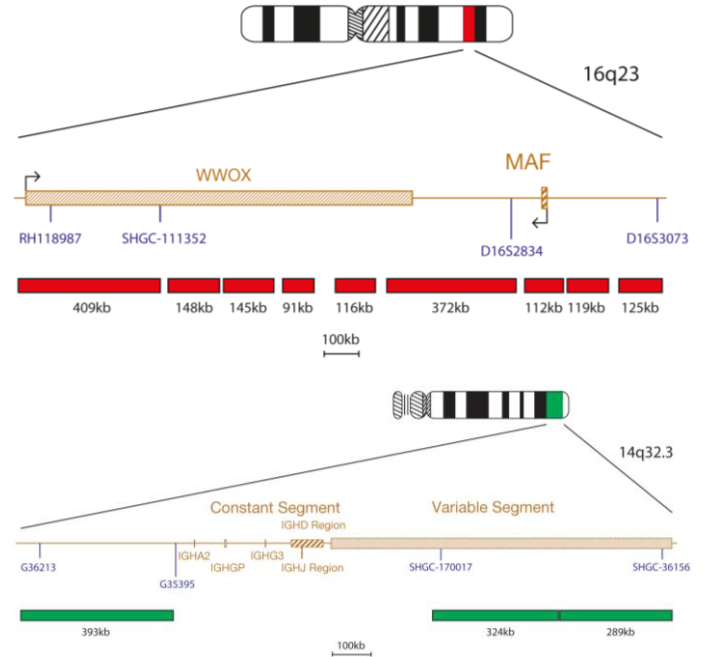 16q23
MAF
WWOX
RH118987
SHGC-111352
D16S2834
D16S3073
409kb
148kb
145kb
91kb
116kb
372kb
112kb
119kb
125kb
100kb
14q32.3
Constant Segment
Variable Segment
IGHD Region
IGHA2
IGHGP
IGHG3
IGHJ Region
G36213
G35395
SHGC-170017
SHGC-36156
393kb
324kb
289kb
100kb